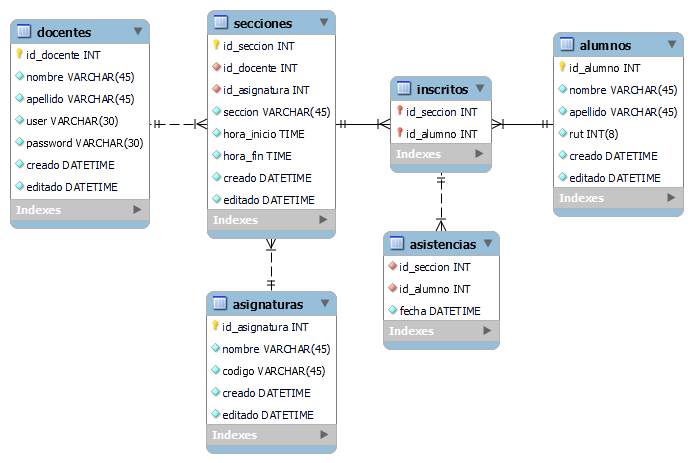 docentes
id_docente INT
nombre VARCHAR(45)
apellido VARCHAR(45)
user VARCHAR(30)
password VARCHAR(30)
creado DATETIME
editado DATETIME
Indexes
secciones
id_seccion INT
id_docente INT
id_asignatura INT
seccion VARCHAR(45)
hora_inicio TIME
hora_fin TIME
creado DATETIME
editado DATETIME
Indexes
inscritos
id_seccion INT
id_alumno INT
Indexes
alumnos
id_alumno INT
nombre VARCHAR(45)
apellido VARCHAR(45)
rut INT(8)
creado DATETIME
editado DATETIME
Indexes
asistencias
id_seccion INT
id_alumno INT
fecha DATETIME
Indexes
asignaturas
id_asignatura INT
nombre VARCHAR(45)
codigo VARCHAR(45)
creado DATETIME
editado DATETIME
Indexes